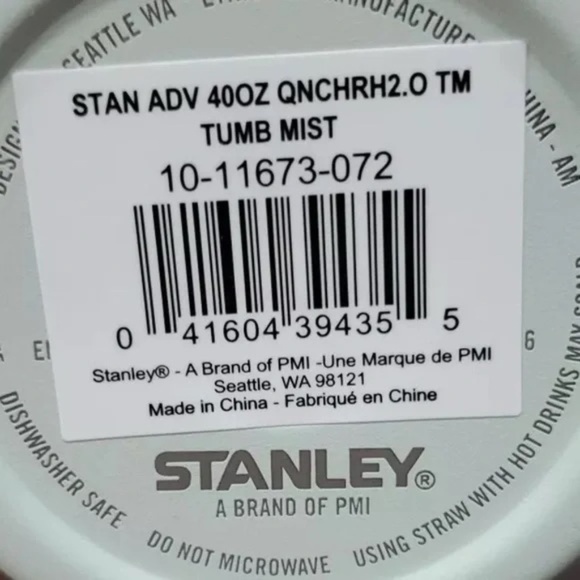 STAN ADV 40OZ QNCHRH2.O TM
TUMB MIST
10-11673-072
0 41604 39435 5
Stanley® - A Brand of PMI -Une Marque de PMI
Seattle, WA 98121
Made in China - Fabriqué en Chine
STANLEY®
A BRAND OF PMI
SEATTLE WA
DISHWASHER SAFE
DO NOT MICROWAVE
USING STRAW WITH HOT DRINKS MAY SCALD